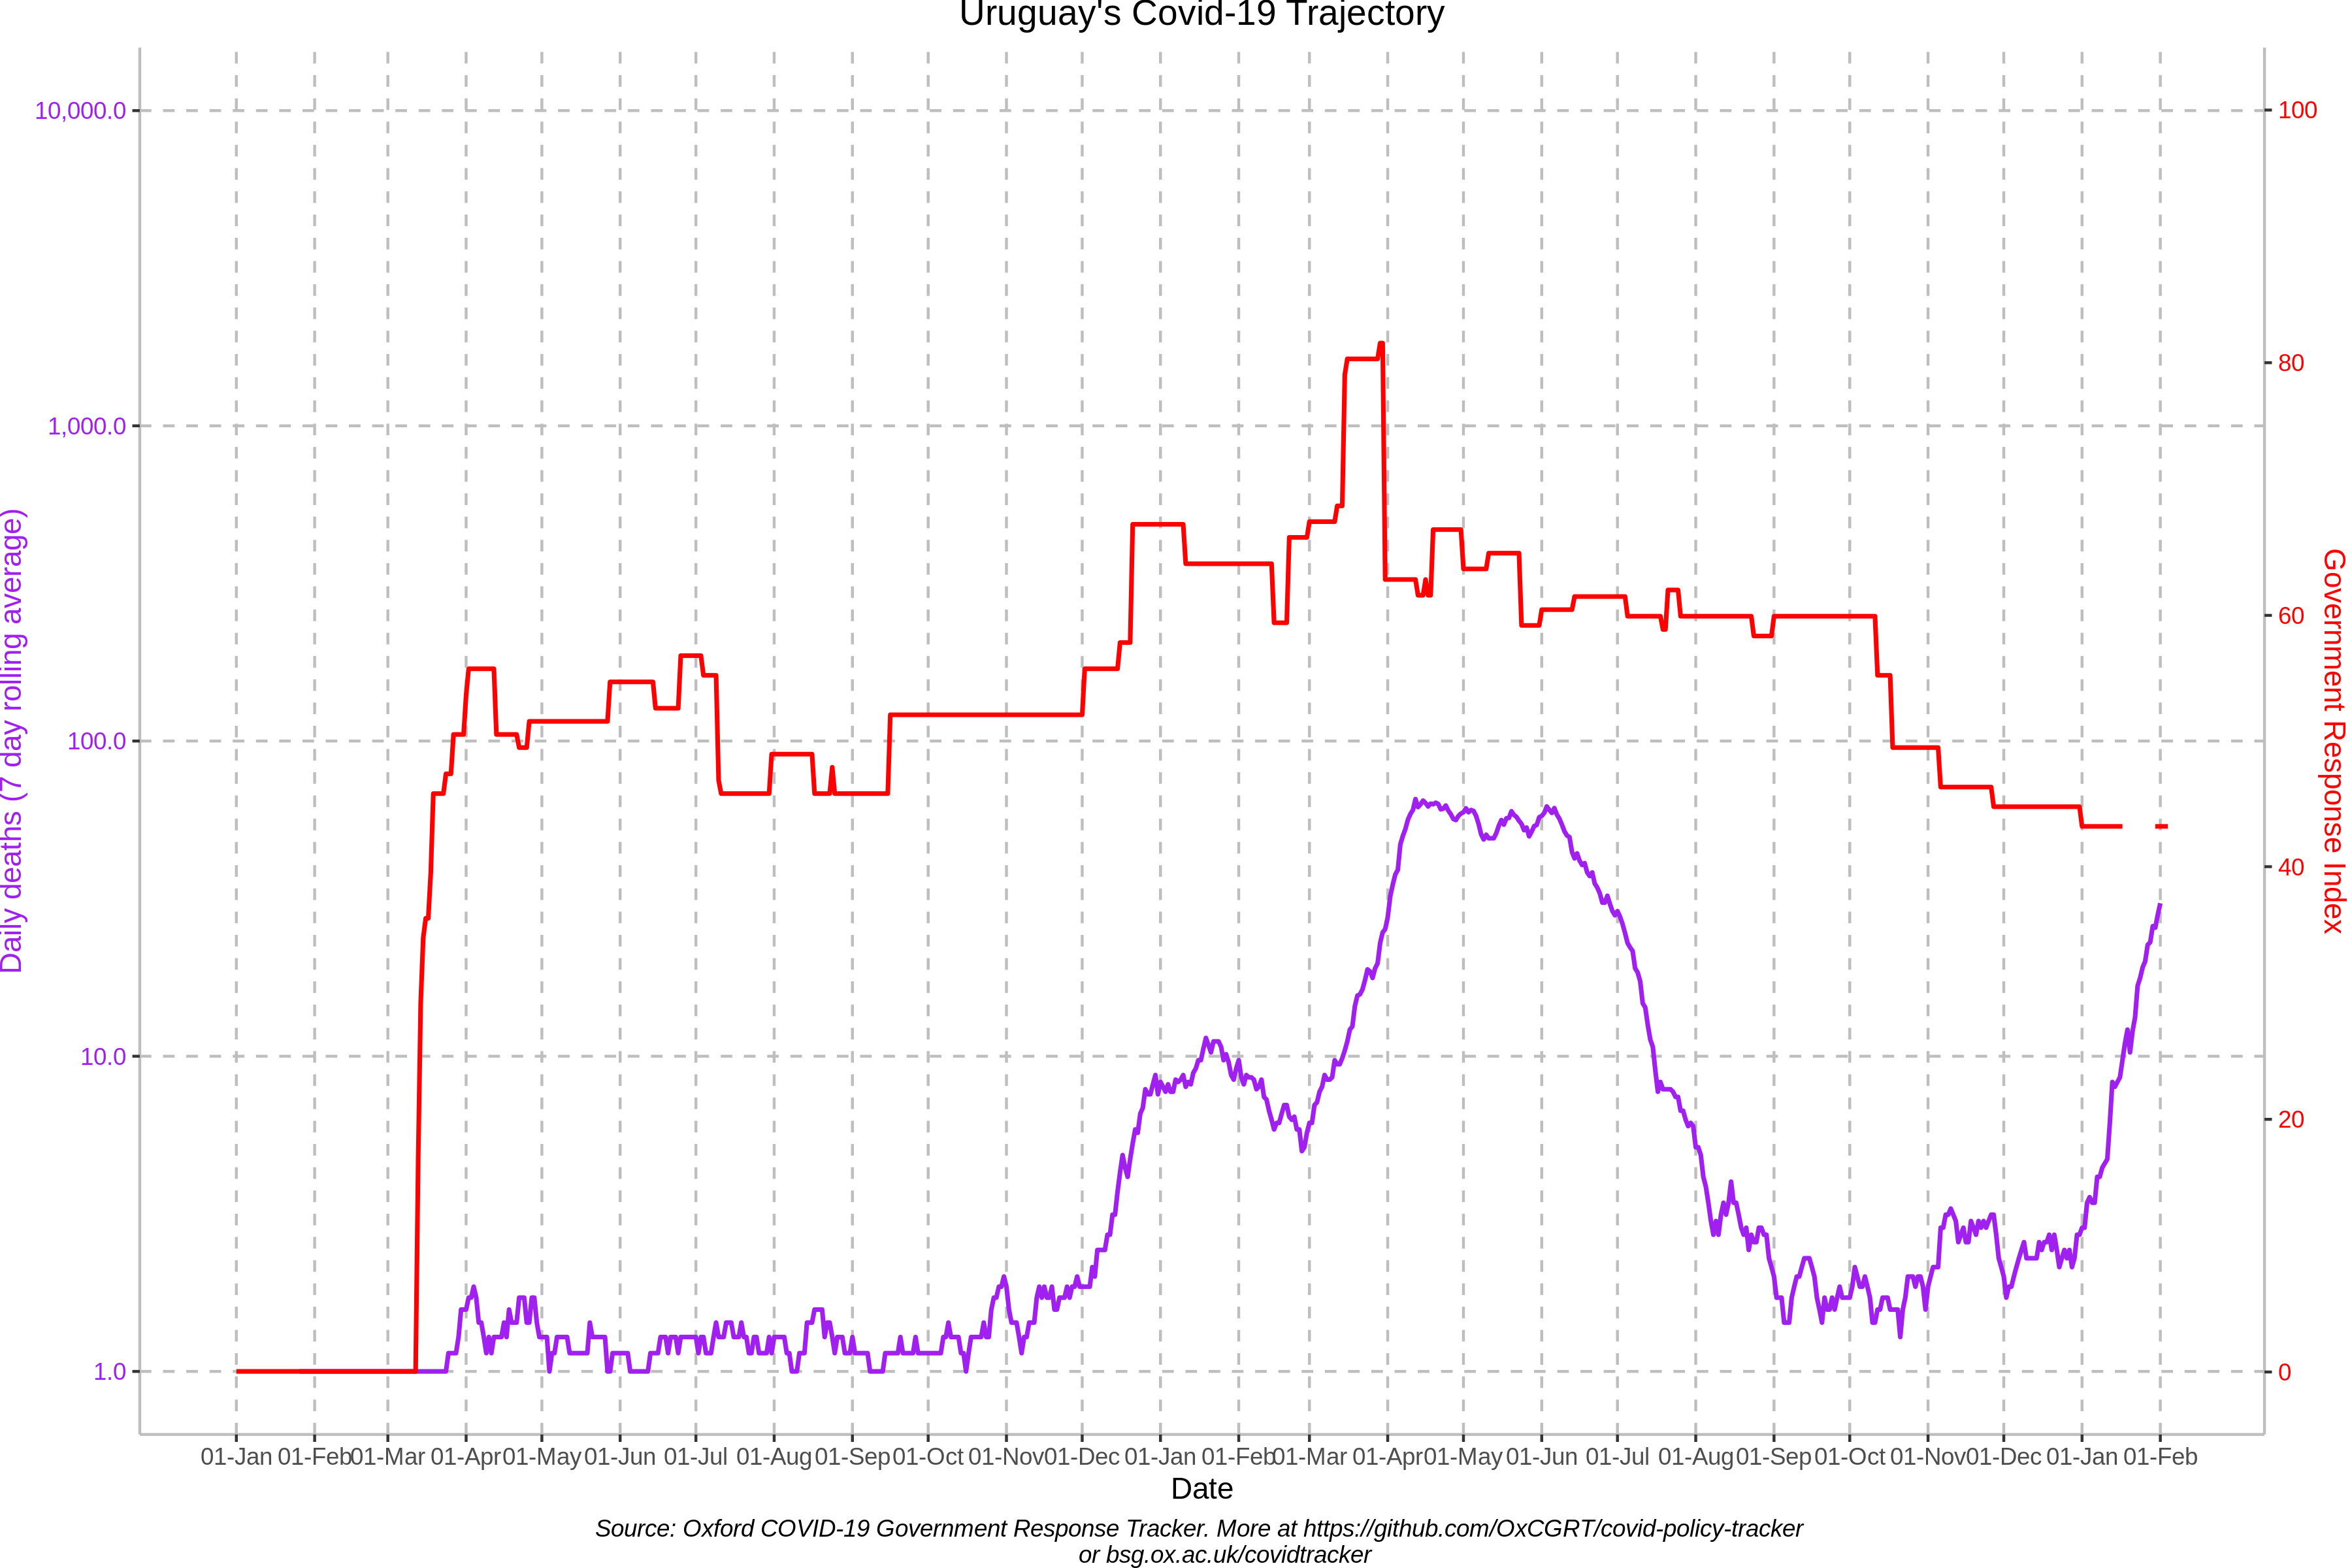 Uruguay's Covid-19 Trajectory
10,000.0
1,000.0
100.0
10.0
1.0
Daily deaths (7 day rolling average)
100
80
60
40
20
0
Government Response Index
01-Jan 01-Feb 01-Mar 01-Apr 01-May 01-Jun 01-Jul 01-Aug 01-Sep 01-Oct 01-Nov 01-Dec 01-Jan 01-Feb 01-Mar 01-Apr 01-May 01-Jun 01-Jul 01-Aug 01-Sep 01-Oct 01-Nov 01-Dec 01-Jan 01-Feb
Date
Source: Oxford COVID-19 Government Response Tracker. More at https://github.com/OxCGRT/covid-policy-tracker
or bsg.ox.ac.uk/covidtracker